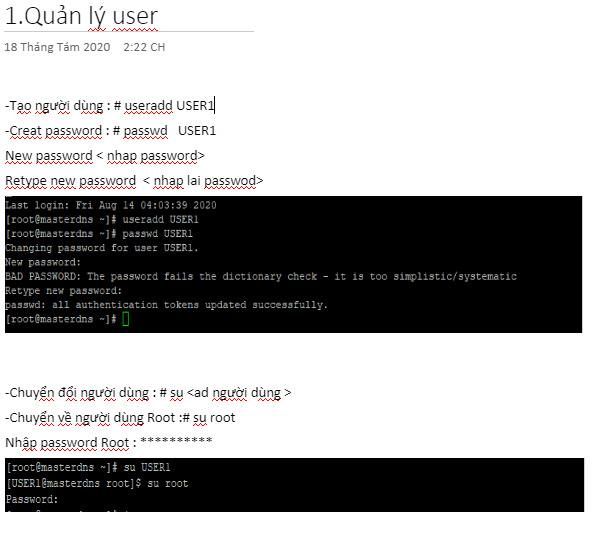 1.Quản lý user
18 Tháng Tám 2020 2:22 CH
-Tạo người dùng : # useradd USER1
-Creat password : # passwd USER1
New password < nhap password>
Retype new password < nhap lai passwod>
Last login: Fri Aug 14 04:03:39 2020
[root@masterdns ~]# useradd USER1
[root@masterdns ~]# passwd USER1
Changing password for user USER1.
New password:
BAD PASSWORD: The password fails the dictionary check - it is too simplistic/systematic
Retype new password:
passwd: all authentication tokens updated successfully.
[root@masterdns ~]#
-Chuyển đổi người dùng : # su <ad người dùng >
-Chuyển về người dùng Root :# su root
Nhập password Root : **********
[root@masterdns ~]# su USER1
[USER1@masterdns root]$ su root
Password: